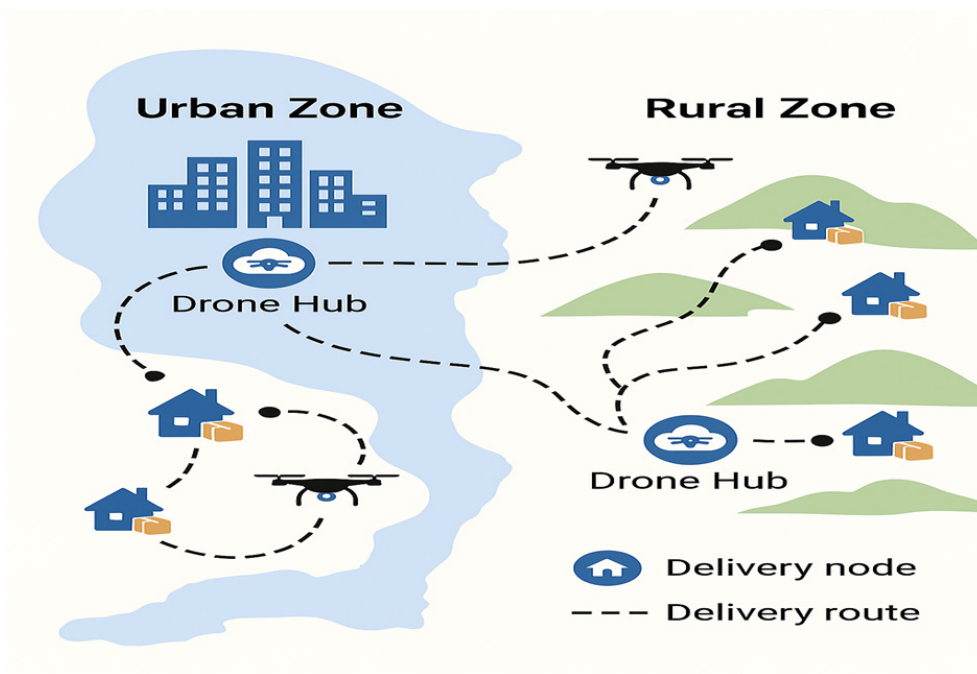 Urban Zone
Rural Zone
Drone Hub
Drone Hub
Delivery node
Delivery route